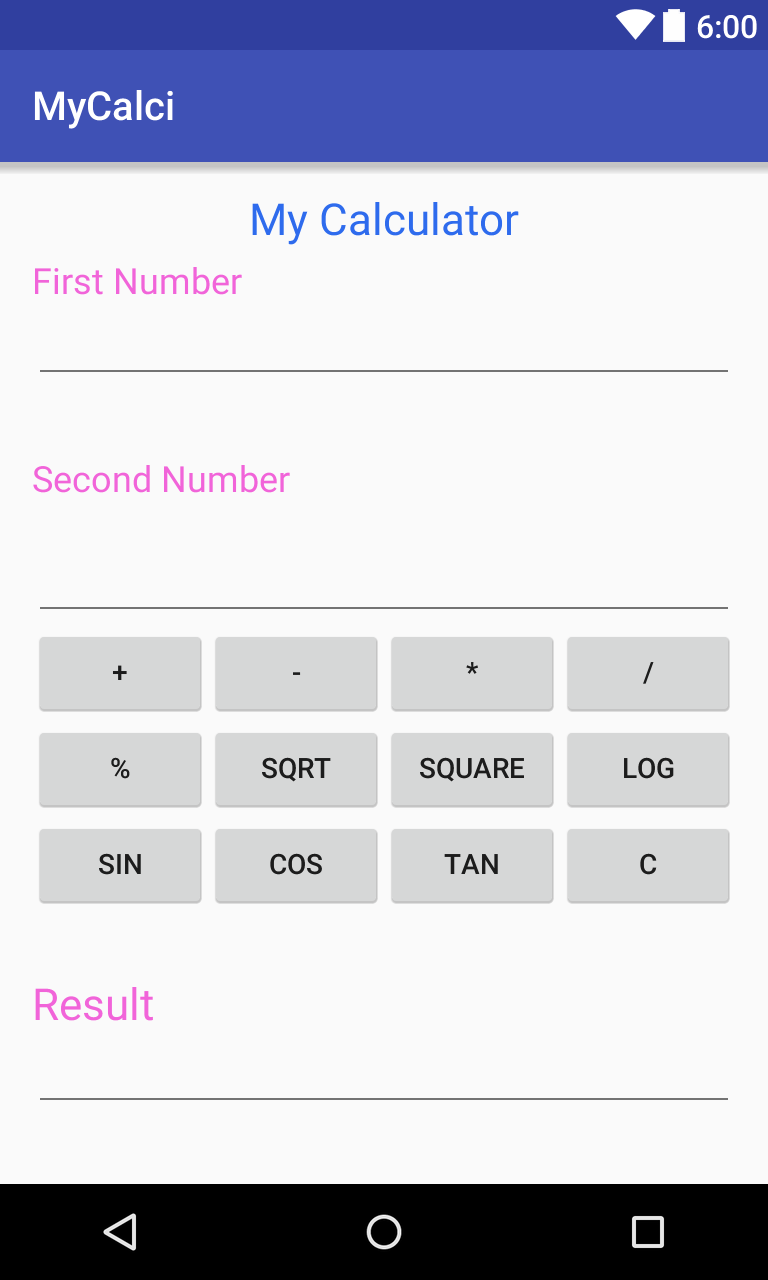 6:00
MyCalci
My Calculator
First Number
Second Number
+ - * /
% SQRT SQUARE LOG
SIN COS TAN C
Result